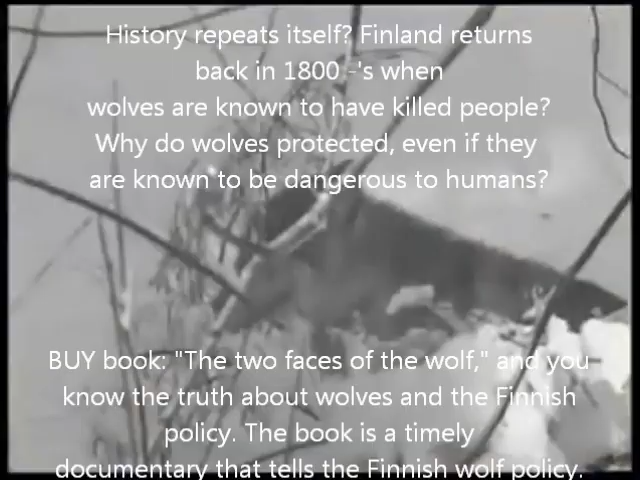 History repeats itself? Finland returns
back in 1800 -'s when
wolves are known to have killed people?
Why do wolves protected, even if they
are known to be dangerous to humans?
BUY book: "The two faces of the wolf," and you
know the truth about wolves and the Finnish
policy. The book is a timely
documentary that tells the Finnish wolf policy.